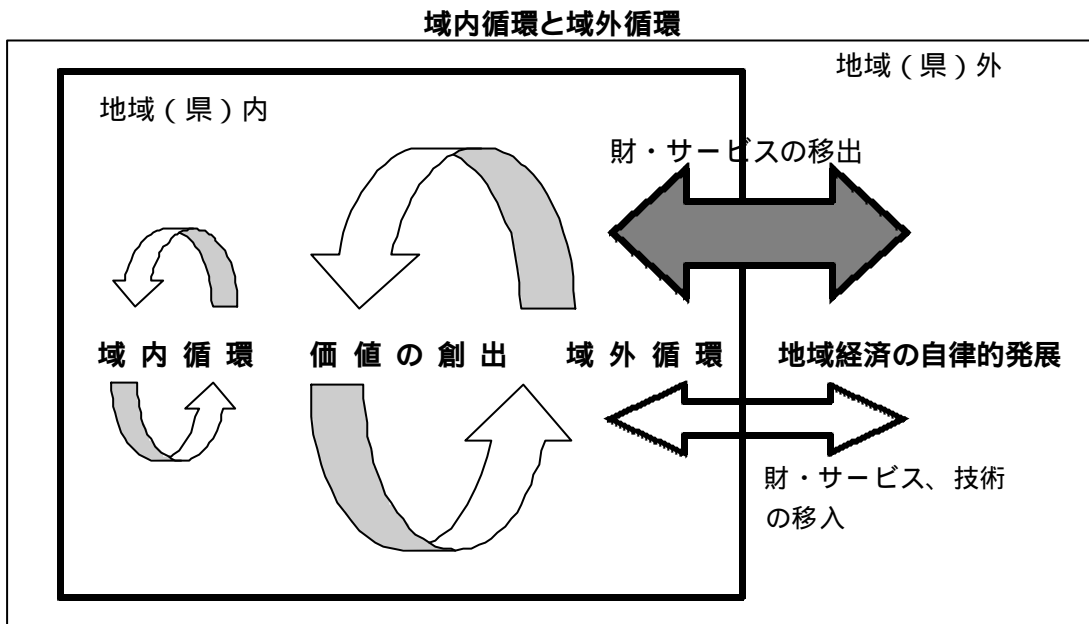 域内循環と域外循環
地域（県）外
地域（県）内
財・サービスの移出
域内循環 価値の創出 域外循環 地域経済の自律的発展
財・サービス、技術
の移入